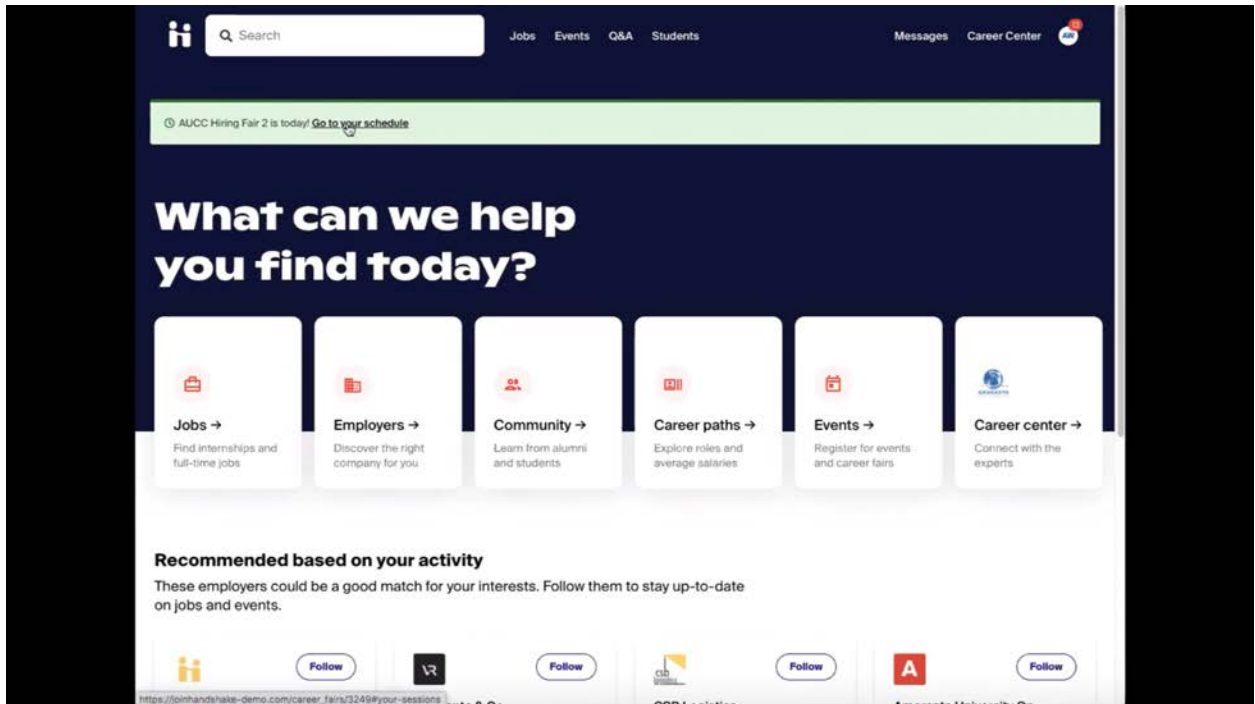 Search
Jobs Events Q&A Students
Messages Career Center
AW
AUCC Hiring Fair 2 is today! Go to your schedule
What can we help
you find today?
Jobs →
Find internships and
full-time jobs
Employers →
Discover the right
company for you
Community →
Learn from alumni
and students
Career paths →
Explore roles and
average salaries
Events →
Register for events
and career fairs
Career center →
Connect with the
experts
Recommended based on your activity
These employers could be a good match for your interests. Follow them to stay up-to-date
on jobs and events.
Follow
VR
Follow
csb
Follow
A
Follow
https://joinhandshake-demo.com/career_fairs/3249#your-sessions